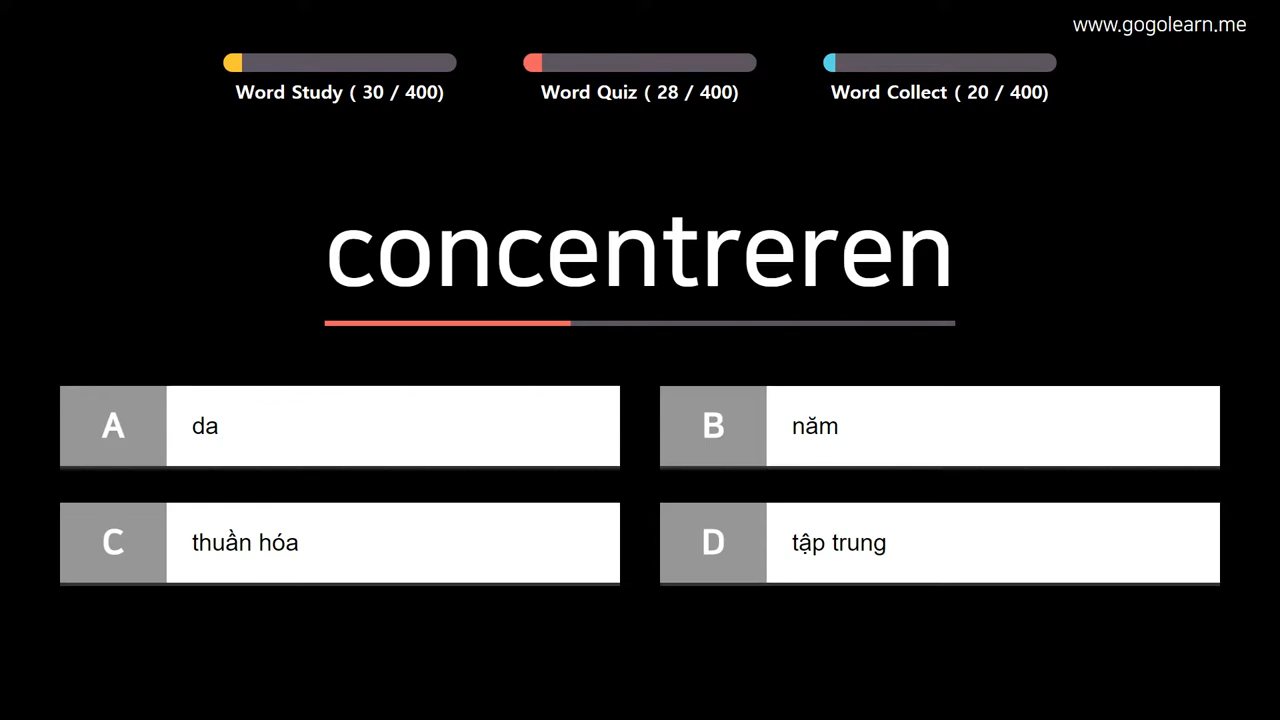 www.gogolearn.me
Word Study ( 30 / 400)
Word Quiz ( 28 / 400)
Word Collect ( 20 / 400)
concentreren
A da
B năm
C thuần hóa
D tập trung